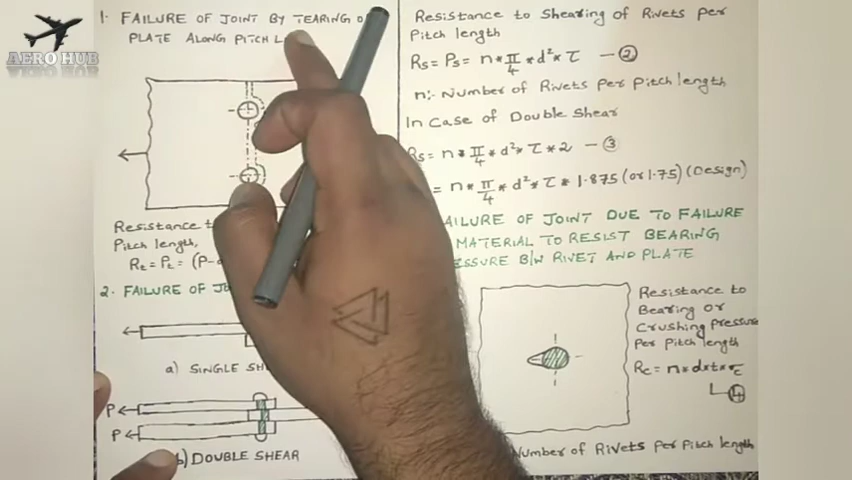 AERO HUB
1. FAILURE OF JOINT BY TEARING O
PLATE ALONG PITCH L
Resistance t
Pitch length,
Rt = Pt = (P-d
2. FAILURE OF J
a) SINGLE SH
P
P
b) DOUBLE SHEAR
Resistance to Shearing of Rivets per
Pitch length
Rs = Ps = n * π/4 * d² * τ — ②
n:- Number of Rivets per pitch length
In Case of Double Shear
Rs = n * π/4 * d² * τ * 2 — ③
= n * π/4 * d² * τ * 1.875 (or 1.75) (Design)
AILURE OF JOINT DUE TO FAILURE
MATERIAL TO RESIST BEARING
ESSURE B/W RIVET AND PLATE
Resistance to
Bearing or
Crushing Pressure
Per Pitch length
Rc = n * d * t * σc
④
Number of Rivets per pitch length